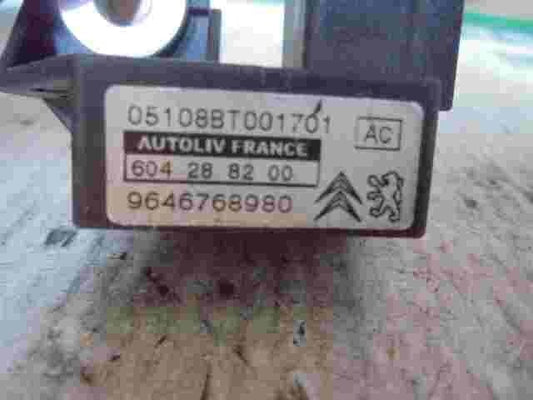 05108BT001701
AC
AUTOLIV FRANCE
604 28 82 00
9646768980